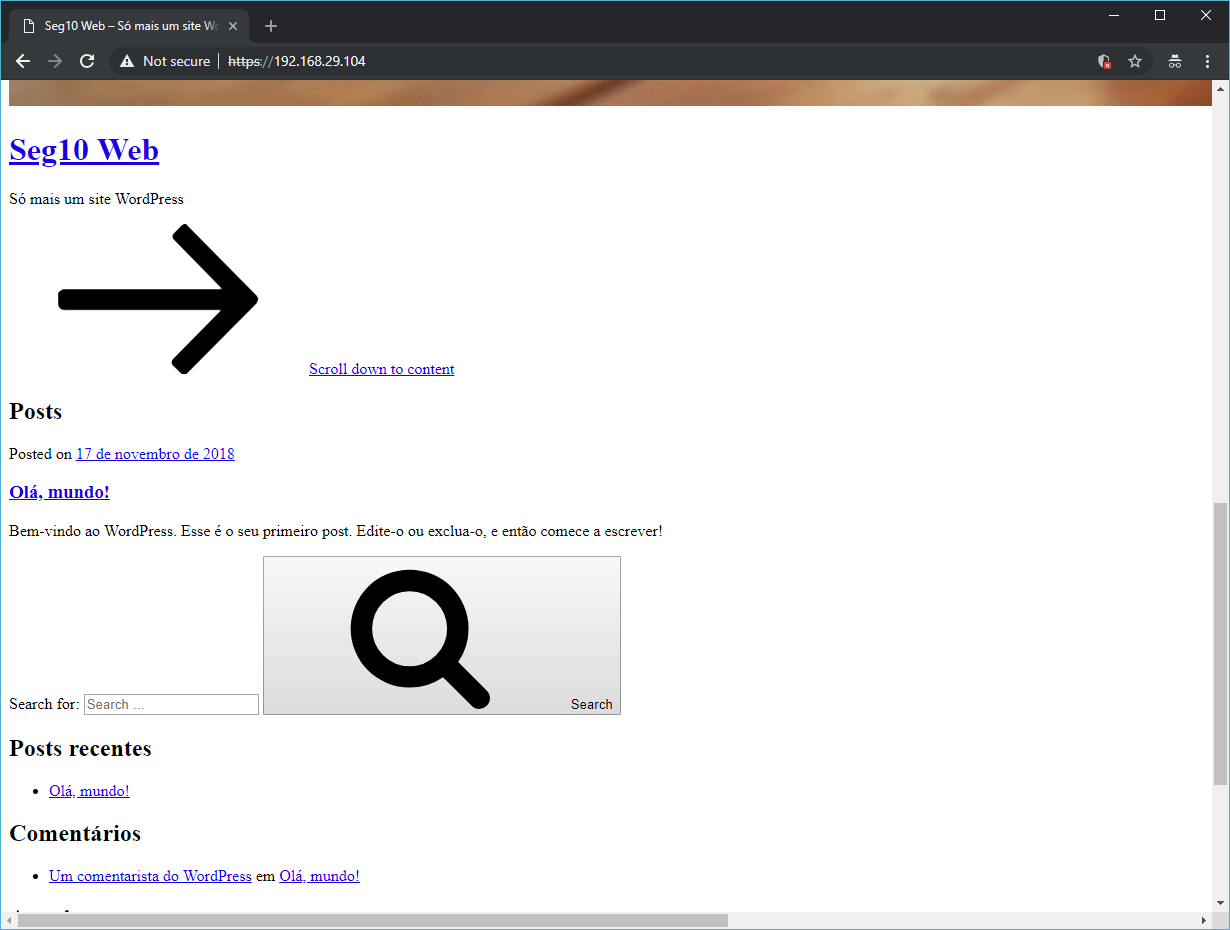 Seg10 Web – Só mais um site Wo
Not secure | https://192.168.29.104
Seg10 Web
Só mais um site WordPress
Scroll down to content
Posts
Posted on 17 de novembro de 2018
Olá, mundo!
Bem-vindo ao WordPress. Esse é o seu primeiro post. Edite-o ou exclua-o, e então comece a escrever!
Search for: Search … Search
Posts recentes
Olá, mundo!
Comentários
Um comentarista do WordPress em Olá, mundo!